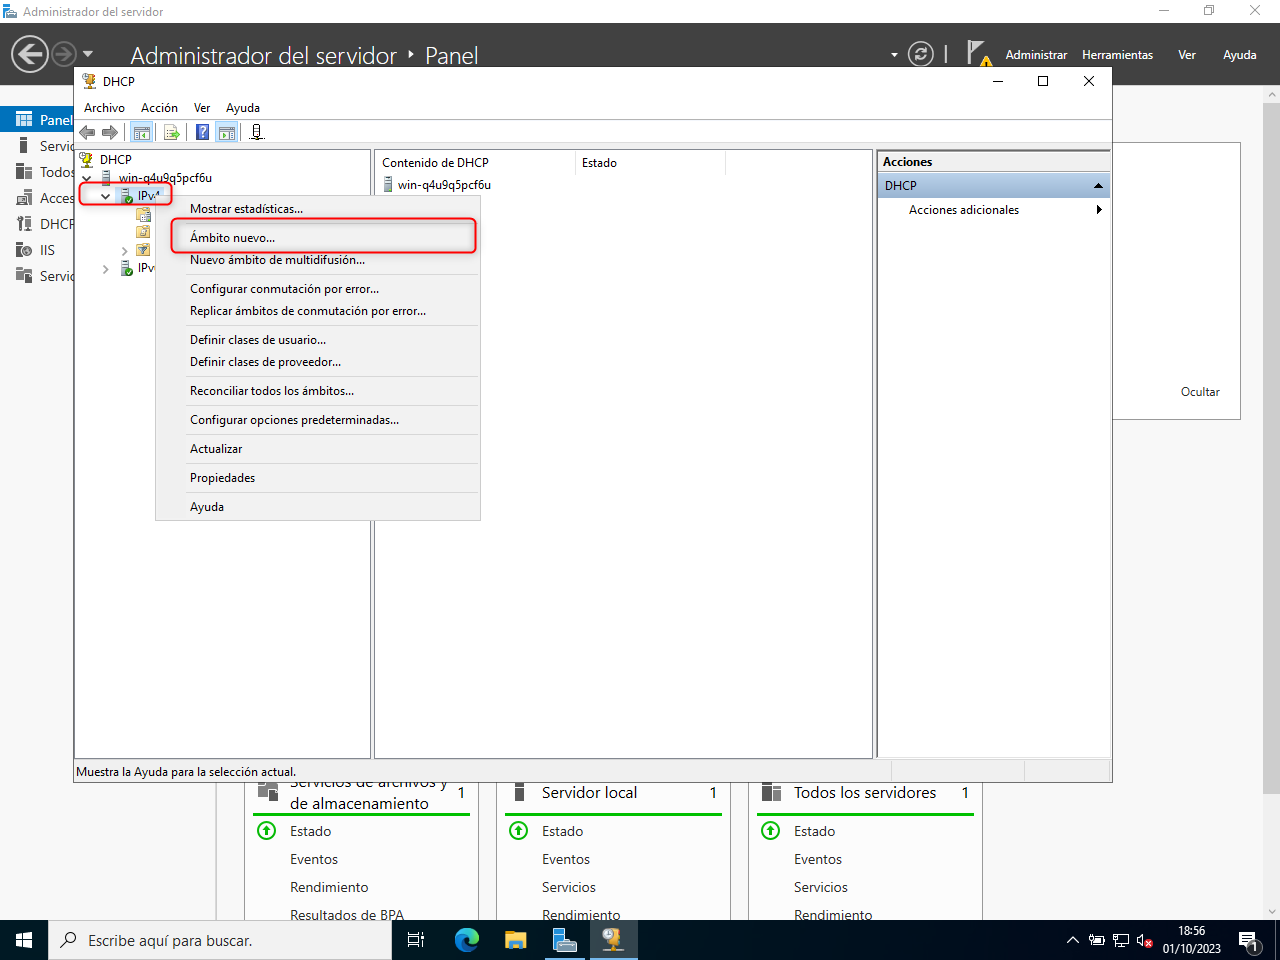 Administrador del servidor
Administrador del servidor
Panel
Administrar
Herramientas
Ver
Ayuda
DHCP
Archivo
Acción
Ver
Ayuda
Panel
Servic
Todos
Acces
DHCP
IIS
Servic
DHCP
win-q4u9q5pcf6u
IPv4
IPv
Mostrar estadísticas...
Ámbito nuevo...
Nuevo ámbito de multidifusión...
Configurar conmutación por error...
Replicar ámbitos de conmutación por error...
Definir clases de usuario...
Definir clases de proveedor...
Reconciliar todos los ámbitos...
Configurar opciones predeterminadas...
Actualizar
Propiedades
Ayuda
Contenido de DHCP
Estado
win-q4u9q5pcf6u
Acciones
DHCP
Acciones adicionales
Ocultar
Muestra la Ayuda para la selección actual.
Servicios de archivos y
de almacenamiento
1
Estado
Eventos
Rendimiento
Resultados de BPA
Servidor local
1
Estado
Eventos
Servicios
Rendimiento
Todos los servidores
1
Estado
Eventos
Servicios
Rendimiento
Escribe aquí para buscar.
18:56
01/10/2023
1